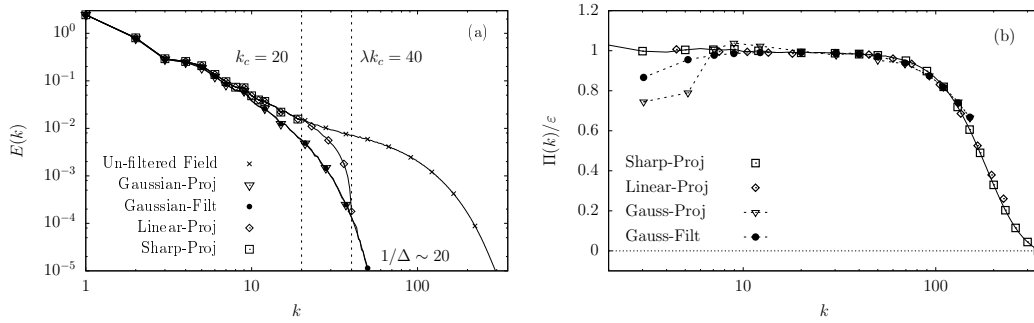 (a)
k_c = 20
λk_c = 40
10^0
10^{-1}
10^{-2}
10^{-3}
10^{-4}
10^{-5}
E(k)
Un-filtered Field
Gaussian-Proj
Gaussian-Filt
Linear-Proj
Sharp-Proj
1/Δ ∼ 20
1
10
100
k
(b)
1.2
1
0.8
0.6
0.4
0.2
0
Π(k)/ε
Sharp-Proj
Linear-Proj
Gauss-Proj
Gauss-Filt
10
100
k